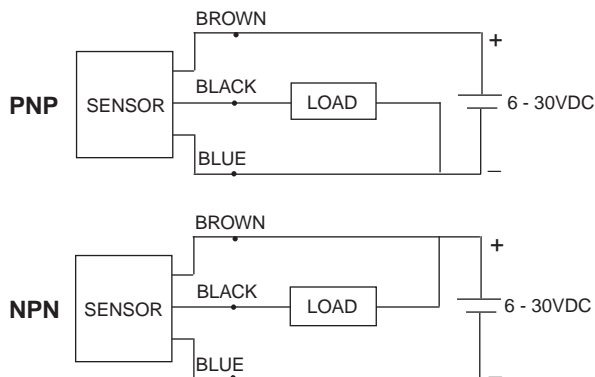 BROWN
+
BLACK
PNP SENSOR LOAD 6 - 30VDC
BLUE
−
BROWN
+
BLACK
NPN SENSOR LOAD 6 - 30VDC
BLUE
−